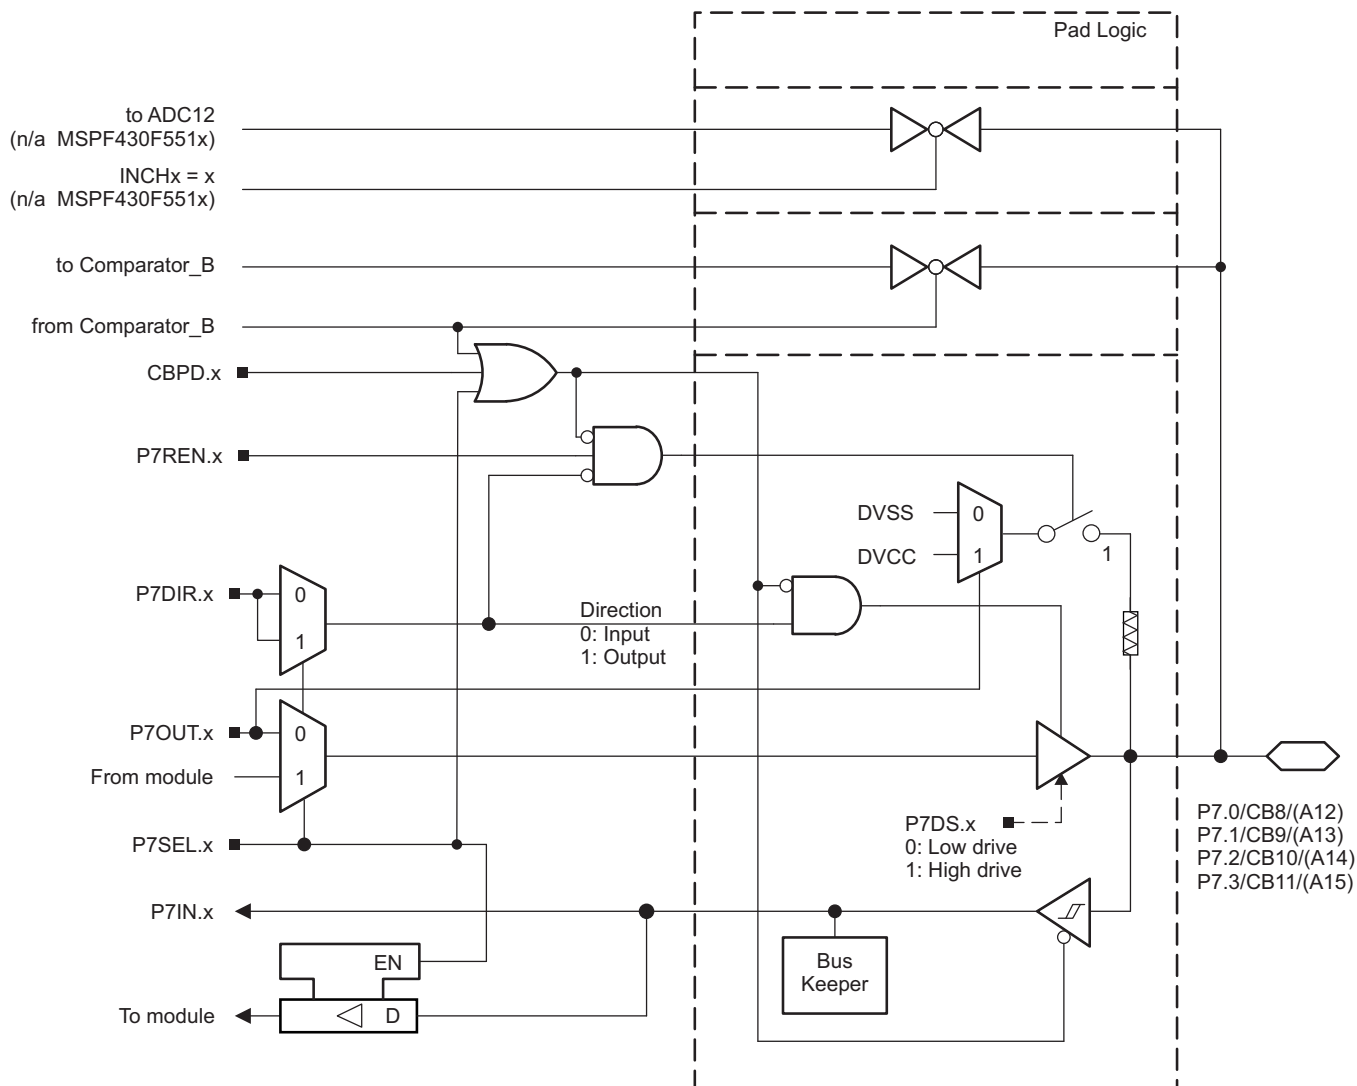 Pad Logic
to ADC12
(n/a MSPF430F551x)
INCHx = x
(n/a MSPF430F551x)
to Comparator_B
from Comparator_B
CBPD.x
P7REN.x
DVSS
0
DVCC
1
1
P7DIR.x
0
1
Direction
0: Input
1: Output
P7OUT.x
0
From module
1
P7SEL.x
P7DS.x
0: Low drive
1: High drive
P7.0/CB8/(A12)
P7.1/CB9/(A13)
P7.2/CB10/(A14)
P7.3/CB11/(A15)
P7IN.x
EN
Bus
Keeper
To module
D